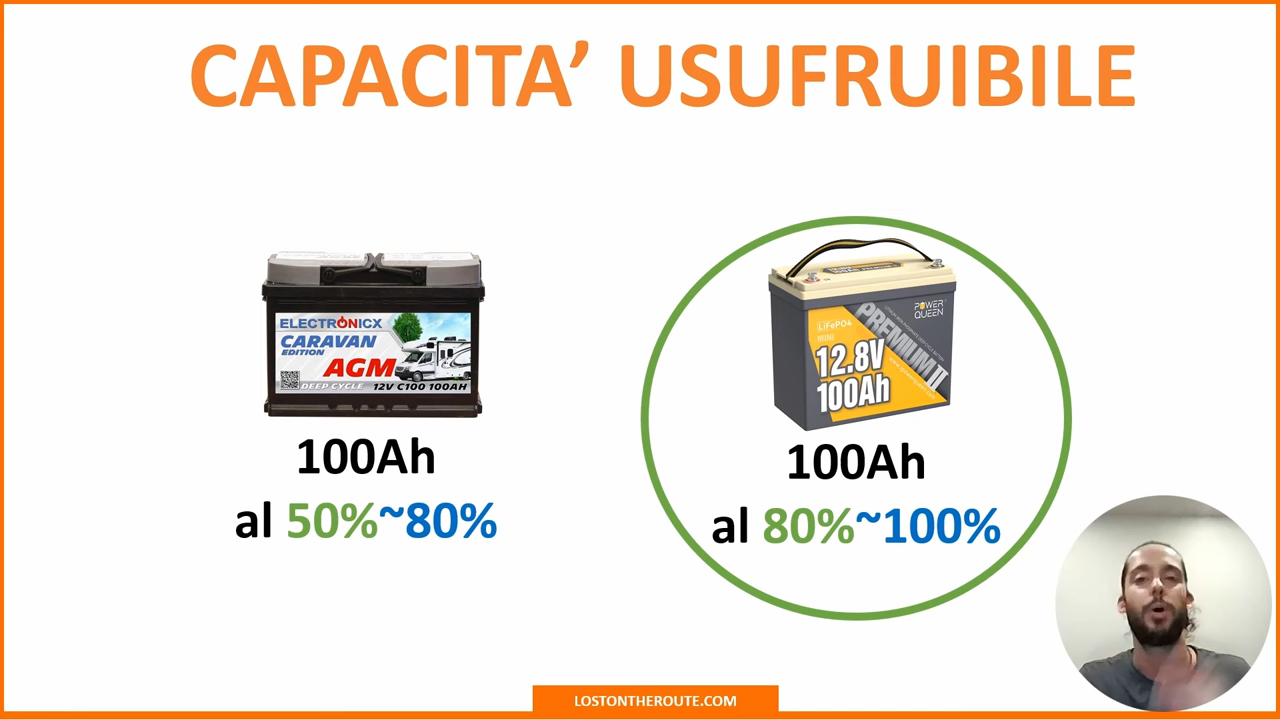 CAPACITA’ USUFRUIBILE
ELECTRONICX
CARAVAN
EDITION
AGM
DEEP CYCLE 12V C100 100AH
100Ah
al 50%~80%
POWER
QUEEN
LiFePO4
MINI
PREMIUM II
12.8V
100Ah
100Ah
al 80%~100%
LOSTONTHEROUTE.COM